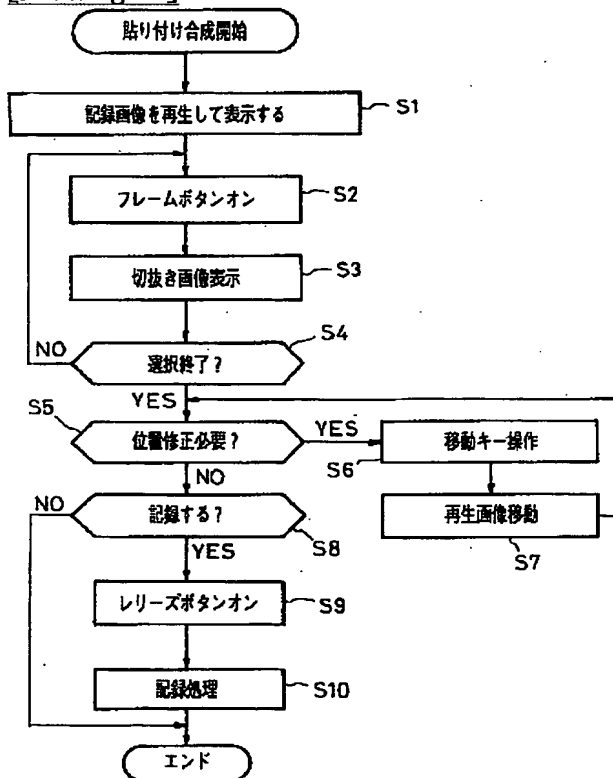 貼り付け合成開始
記録画像を再生して表示する
S1
フレームボタンオン
S2
切抜き画像表示
S3
S4
選択終了?
NO
YES
S5
位置修正必要?
YES
移動キー操作
S6
NO
再生画像移動
S7
NO
記録する?
S8
YES
レリーズボタンオン
S9
記録処理
S10
エンド